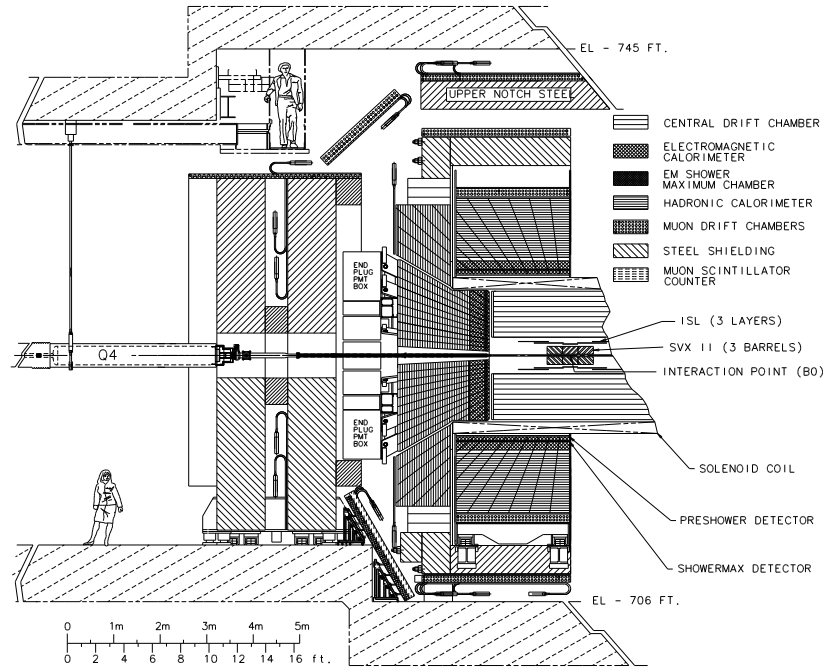 EL - 745 FT.
UPPER NOTCH STEEL
CENTRAL DRIFT CHAMBER
ELECTROMAGNETIC
CALORIMETER
EM SHOWER
MAXIMUM CHAMBER
HADRONIC CALORIMETER
MUON DRIFT CHAMBERS
STEEL SHIELDING
MUON SCINTILLATOR
COUNTER
END
PLUG
PMT
BOX
ISL (3 LAYERS)
Q4
SVX II (3 BARRELS)
INTERACTION POINT (B0)
END
PLUG
PMT
BOX
SOLENOID COIL
PRESHOWER DETECTOR
SHOWERMAX DETECTOR
EL - 706 FT.
0 1m 2m 3m 4m 5m
0 2 4 6 8 10 12 14 16 ft.